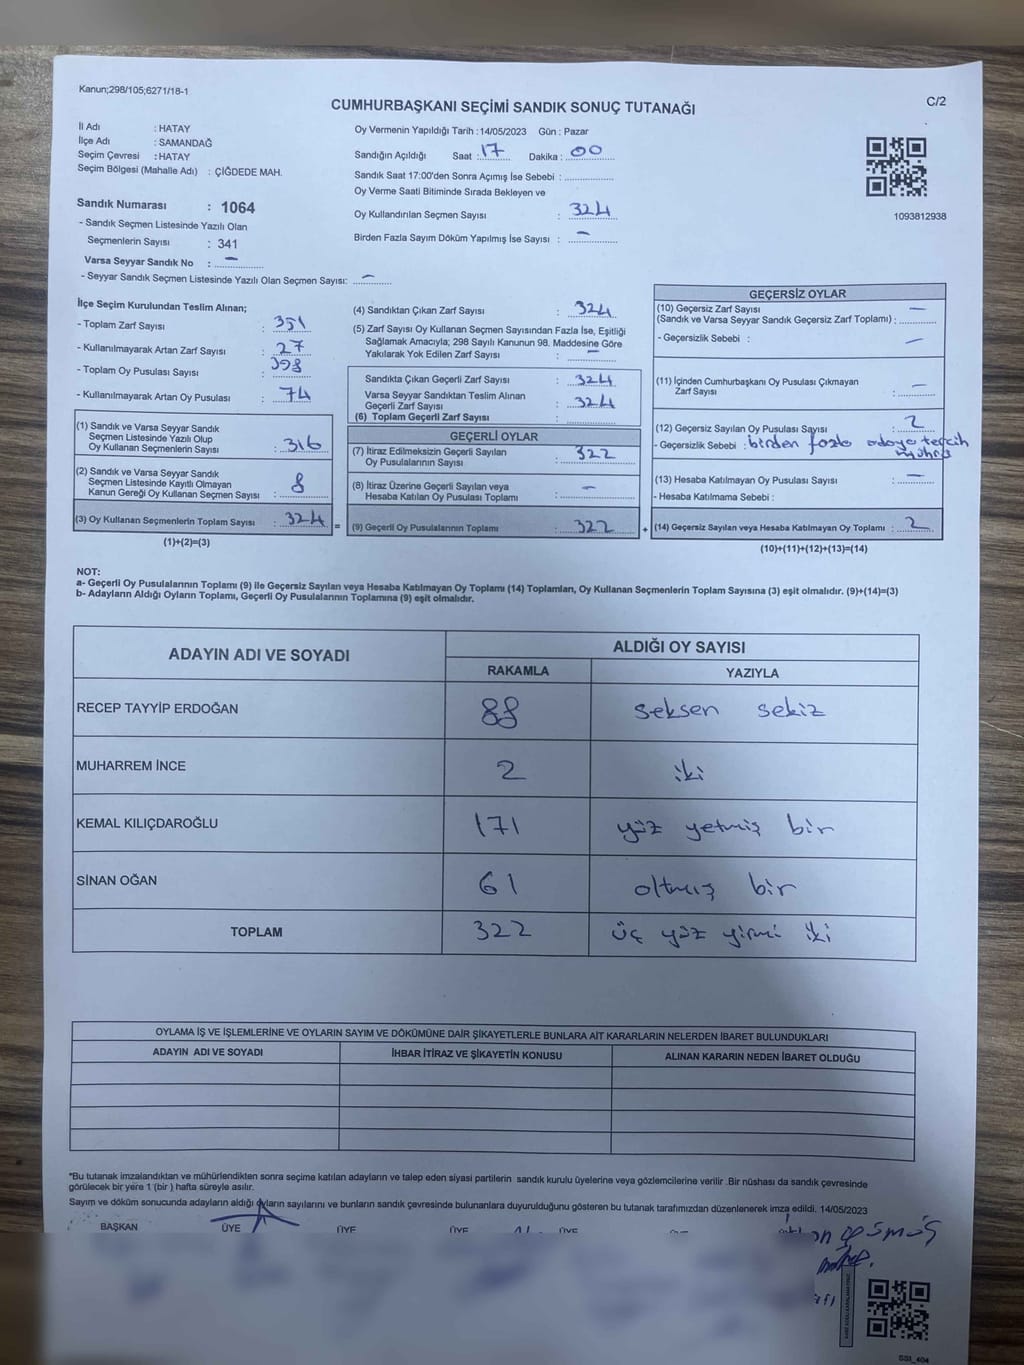 Kanun;298/105;6271/18-1
C/2
CUMHURBAŞKANI SEÇİMİ SANDIK SONUÇ TUTANAĞI
İl Adı : HATAY
İlçe Adı : SAMANDAĞ
Seçim Çevresi : HATAY
Seçim Bölgesi (Mahalle Adı) : ÇİĞDEDE MAH.
Sandık Numarası : 1064
- Sandık Seçmen Listesinde Yazılı Olan
Seçmenlerin Sayısı : 341
Varsa Seyyar Sandık No : —
- Seyyar Sandık Seçmen Listesinde Yazılı Olan Seçmen Sayısı: —
Oy Vermenin Yapıldığı Tarih : 14/05/2023 Gün : Pazar
Sandığın Açıldığı Saat : 17 Dakika : 00
Sandık Saat 17:00'den Sonra Açımış İse Sebebi :
Oy Verme Saati Bitiminde Sırada Bekleyen ve
Oy Kullandırılan Seçmen Sayısı : 324
Birden Fazla Sayım Döküm Yapılmış İse Sayısı : —
1093812938
İlçe Seçim Kurulundan Teslim Alınan;
- Toplam Zarf Sayısı : 351
- Kullanılmayarak Artan Zarf Sayısı : 27
- Toplam Oy Pusulası Sayısı : 398
- Kullanılmayarak Artan Oy Pusulası : 74
(1) Sandık ve Varsa Seyyar Sandık
Seçmen Listesinde Yazılı Olup
Oy Kullanan Seçmenlerin Sayısı : 316
(2) Sandık ve Varsa Seyyar Sandık
Seçmen Listesinde Kayıtlı Olmayan
Kanun Gereği Oy Kullanan Seçmen Sayısı : 8
(3) Oy Kullanan Seçmenlerin Toplam Sayısı : 324 =
(1)+(2)=(3)
(4) Sandıktan Çıkan Zarf Sayısı : 324
(5) Zarf Sayısı Oy Kullanan Seçmen Sayısından Fazla İse, Eşitliği
Sağlamak Amacıyla; 298 Sayılı Kanunun 98. Maddesine Göre
Yakılarak Yok Edilen Zarf Sayısı : —
Sandıkta Çıkan Geçerli Zarf Sayısı : 324
Varsa Seyyar Sandıktan Teslim Alınan
Geçerli Zarf Sayısı : 324
(6) Toplam Geçerli Zarf Sayısı :
GEÇERLİ OYLAR
(7) İtiraz Edilmeksizin Geçerli Sayılan
Oy Pusulalarının Sayısı : 322
(8) İtiraz Üzerine Geçerli Sayılan veya
Hesaba Katılan Oy Pusulası Toplamı : —
(9) Geçerli Oy Pusulalarının Toplamı : 322 +
GEÇERSİZ OYLAR
(10) Geçersiz Zarf Sayısı —
(Sandık ve Varsa Seyyar Sandık Geçersiz Zarf Toplamı) :
- Geçersizlik Sebebi : —
(11) İçinden Cumhurbaşkanı Oy Pusulası Çıkmayan
Zarf Sayısı : —
(12) Geçersiz Sayılan Oy Pusulası Sayısı : 2
- Geçersizlik Sebebi : birden fazla adaya tercih
mührü
(13) Hesaba Katılmayan Oy Pusulası Sayısı : —
- Hesaba Katılmama Sebebi :
(14) Geçersiz Sayılan veya Hesaba Katılmayan Oy Toplamı : 2
(10)+(11)+(12)+(13)=(14)
NOT:
a- Geçerli Oy Pusulalarının Toplamı (9) ile Geçersiz Sayılan veya Hesaba Katılmayan Oy Toplamı (14) Toplamları, Oy Kullanan Seçmenlerin Toplam Sayısına (3) eşit olmalıdır. (9)+(14)=(3)
b- Adayların Aldığı Oyların Toplamı, Geçerli Oy Pusulalarının Toplamına (9) eşit olmalıdır.
ADAYIN ADI VE SOYADI
ALDIĞI OY SAYISI
RAKAMLA YAZIYLA
RECEP TAYYİP ERDOĞAN 88 seksen sekiz
MUHARREM İNCE 2 iki
KEMAL KILIÇDAROĞLU 171 yüz yetmiş bir
SİNAN OĞAN 61 altmış bir
TOPLAM 322 üç yüz yirmi iki
OYLAMA İŞ VE İŞLEMLERİNE VE OYLARIN SAYIM VE DÖKÜMÜNE DAİR ŞİKAYETLERLE BUNLARA AİT KARARLARIN NELERDEN İBARET BULUNDUKLARI
ADAYIN ADI VE SOYADI İHBAR İTİRAZ VE ŞİKAYETİN KONUSU ALINAN KARARIN NEDEN İBARET OLDUĞU
*Bu tutanak imzalandıktan ve mühürlendikten sonra seçime katılan adayların ve talep eden siyasi partilerin sandık kurulu üyelerine veya gözlemcilerine verilir .Bir nüshası da sandık çevresinde
görülecek bir yere 1 (bir ) hafta süreyle asılır.
Sayım ve döküm sonucunda adayların aldığı oyların sayılarını ve bunların sandık çevresinde bulunanlara duyurulduğunu gösteren bu tutanak tarafımızdan düzenlenerek imza edildi. 14/05/2023
BAŞKAN ÜYE ÜYE ÜYE ÜYE